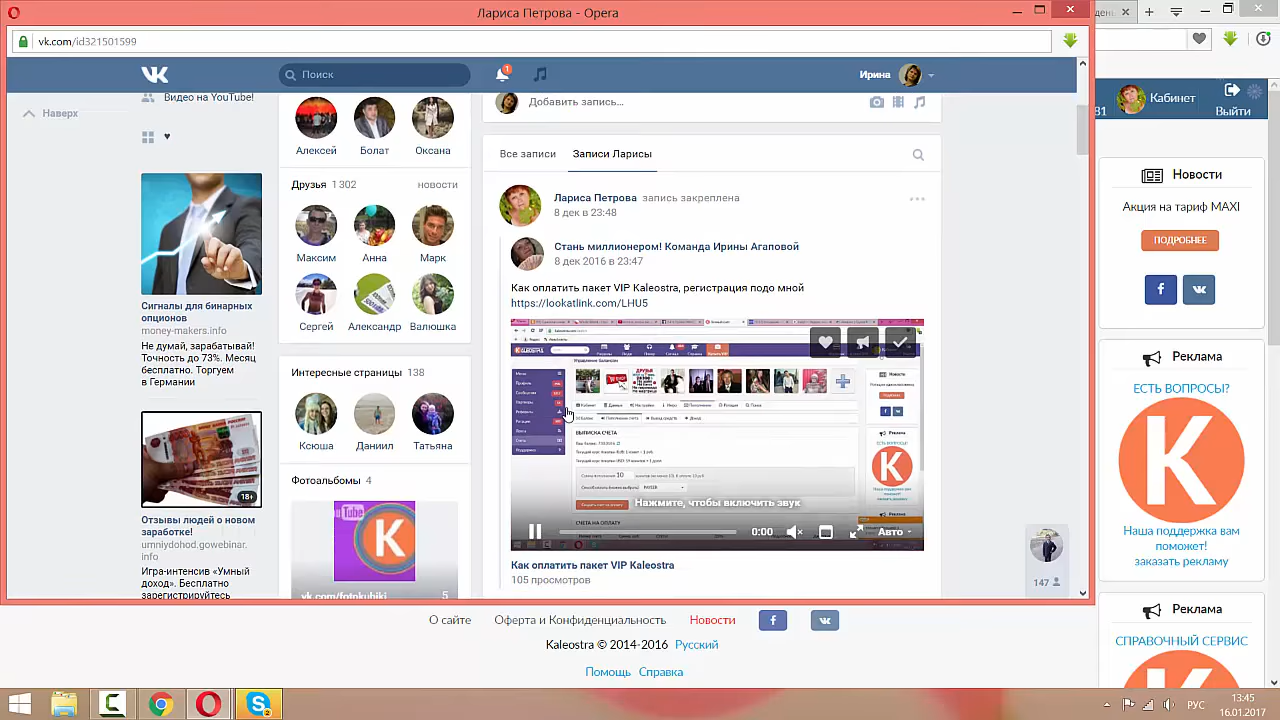 Лариса Петрова - Opera
vk.com/id321501599
Поиск
1
Ирина
Видео на YouTube!
Наверх
Алексей
Болат
Оксана
Друзья 1 302
новости
Максим
Анна
Марк
Сергей
Александр
Валюшка
Интересные страницы 138
Ксюша
Даниил
Татьяна
Фотоальбомы 4
vk.com/fotokubiki
5
Сигналы для бинарных
опционов
money-makers.info
Не думай, зарабатывай!
Точность до 73%. Месяц
бесплатно. Торгуем
в Германии
18+
Отзывы людей о новом
заработке!
umniydohod.gowebinar.
info
Игра-интенсив «Умный
доход». Бесплатно
зарегистрируйтесь
Добавить запись...
Все записи
Записи Ларисы
Лариса Петрова запись закреплена
8 дек в 23:48
Стань миллионером! Команда Ирины Агаповой
8 дек 2016 в 23:47
Как оплатить пакет VIP Kaleostra, регистрация подо мной
https://lookatlink.com/LHU5
ВЫПИСКА СЧЕТА
Нажмите, чтобы включить звук
СЧЕТА НА ОПЛАТУ
0:00
Авто
Как оплатить пакет VIP Kaleostra
105 просмотров
147
81
Кабинет
Выйти
Новости
Акция на тариф MAXI
ПОДРОБНЕЕ
Реклама
ЕСТЬ ВОПРОСЫ?
K
Наша поддержка вам
поможет!
заказать рекламу
Реклама
СПРАВОЧНЫЙ СЕРВИС
О сайте
Оферта и Конфиденциальность
Новости
Kaleostra © 2014-2016
Русский
Помощь
Справка
РУС
13:45
16.01.2017